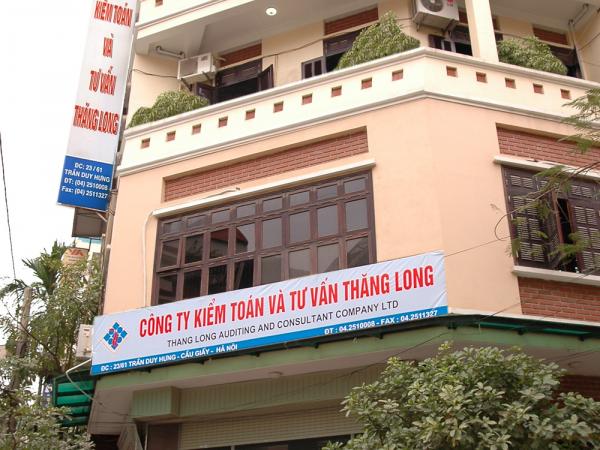 KIỂM TOÁN
VÀ
TƯ VẤN
THĂNG LONG
ĐC: 23/61
TRẦN DUY HƯNG
ĐT: (04) 2510008
Fax: (04) 2511327
CÔNG TY KIỂM TOÁN VÀ TƯ VẤN THĂNG LONG
THANG LONG AUDITING AND CONSULTANT COMPANY LTD
ĐC : 23/61 TRẦN DUY HƯNG - CẦU GIẤY - HÀ NỘI
ĐT : 04.2510008 - FAX : 04.2511327